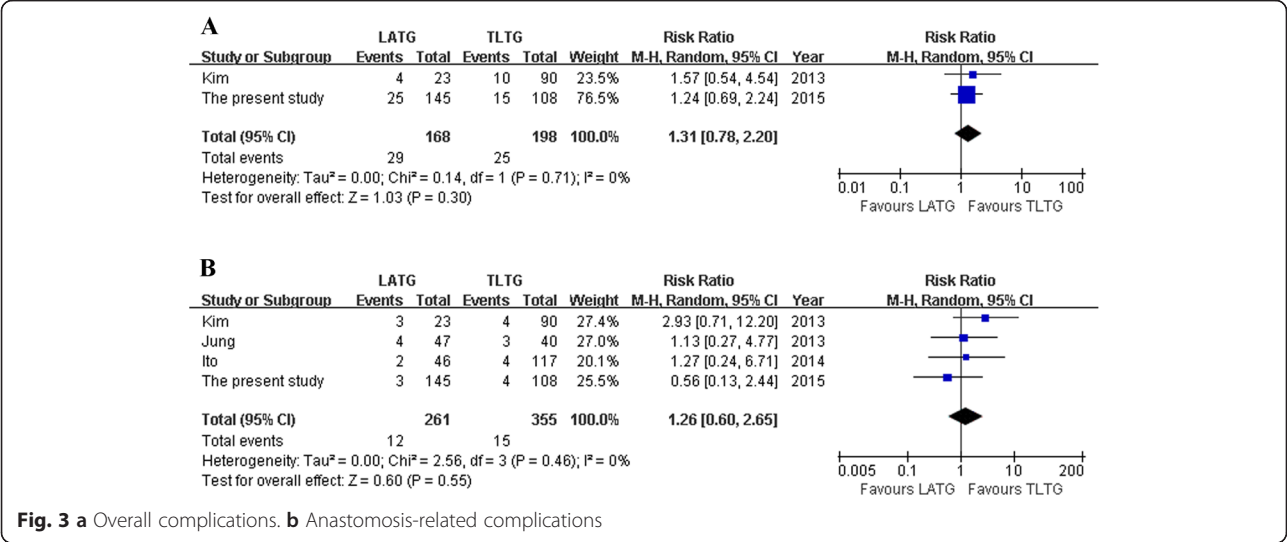 A
LATG TLTG Risk Ratio Risk Ratio
Study or Subgroup Events Total Events Total Weight M-H, Random, 95% CI Year M-H, Random, 95% CI
Kim 4 23 10 90 23.5% 1.57 [0.54, 4.54] 2013
The present study 25 145 15 108 76.5% 1.24 [0.69, 2.24] 2015
Total (95% CI) 168 198 100.0% 1.31 [0.78, 2.20]
Total events 29 25
Heterogeneity: Tau² = 0.00; Chi² = 0.14, df = 1 (P = 0.71); I² = 0%
Test for overall effect: Z = 1.03 (P = 0.30)
0.01 0.1 1 10 100
Favours LATG Favours TLTG
B
LATG TLTG Risk Ratio Risk Ratio
Study or Subgroup Events Total Events Total Weight M-H, Random, 95% CI Year M-H, Random, 95% CI
Kim 3 23 4 90 27.4% 2.93 [0.71, 12.20] 2013
Jung 4 47 3 40 27.0% 1.13 [0.27, 4.77] 2013
Ito 2 46 4 117 20.1% 1.27 [0.24, 6.71] 2014
The present study 3 145 4 108 25.5% 0.56 [0.13, 2.44] 2015
Total (95% CI) 261 355 100.0% 1.26 [0.60, 2.65]
Total events 12 15
Heterogeneity: Tau² = 0.00; Chi² = 2.56, df = 3 (P = 0.46); I² = 0%
Test for overall effect: Z = 0.60 (P = 0.55)
0.005 0.1 1 10 200
Favours LATG Favours TLTG
Fig. 3 a Overall complications. b Anastomosis-related complications